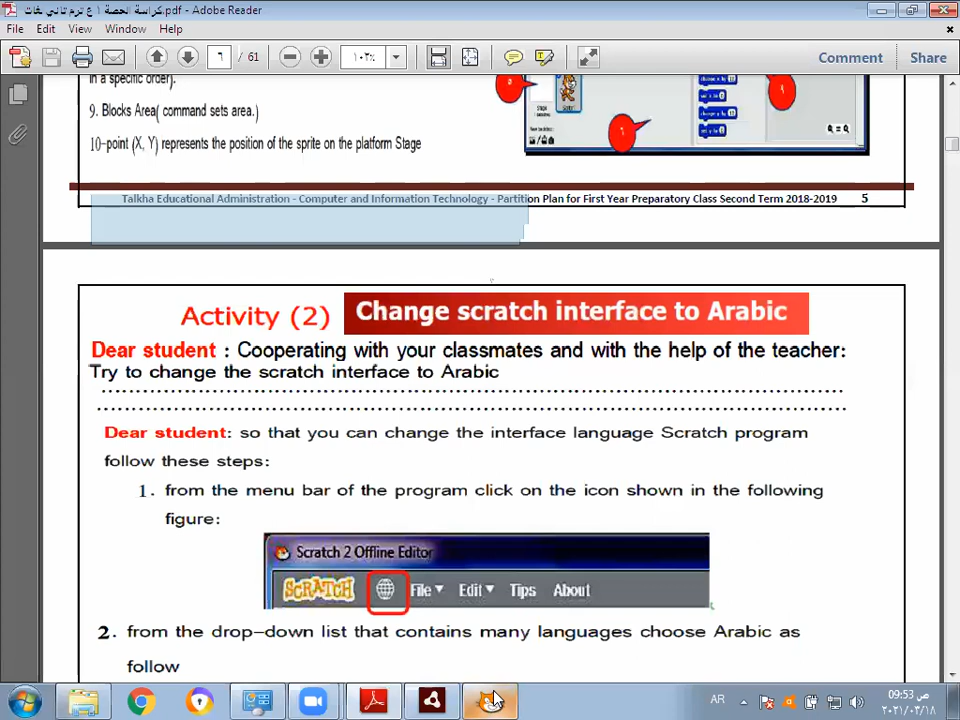 كراسة الحصة ١ ع ترم تاني لغات.pdf - Adobe Reader
File Edit View Window Help
٦ / 61
١٠٢%
Comment Share
in a specific order).
9. Blocks Area( command sets area.)
10-point (X, Y) represents the position of the sprite on the platform Stage
Talkha Educational Administration - Computer and Information Technology - Partition Plan for First Year Preparatory Class Second Term 2018-2019 5
Activity (2) Change scratch interface to Arabic
Dear student : Cooperating with your classmates and with the help of the teacher:
Try to change the scratch interface to Arabic
Dear student: so that you can change the interface language Scratch program
follow these steps:
1. from the menu bar of the program click on the icon shown in the following
figure:
Scratch 2 Offline Editor
SCRATCH File Edit Tips About
2. from the drop-down list that contains many languages choose Arabic as
follow
AR
09:53 ص
٢٠٢١/٠٣/١٨